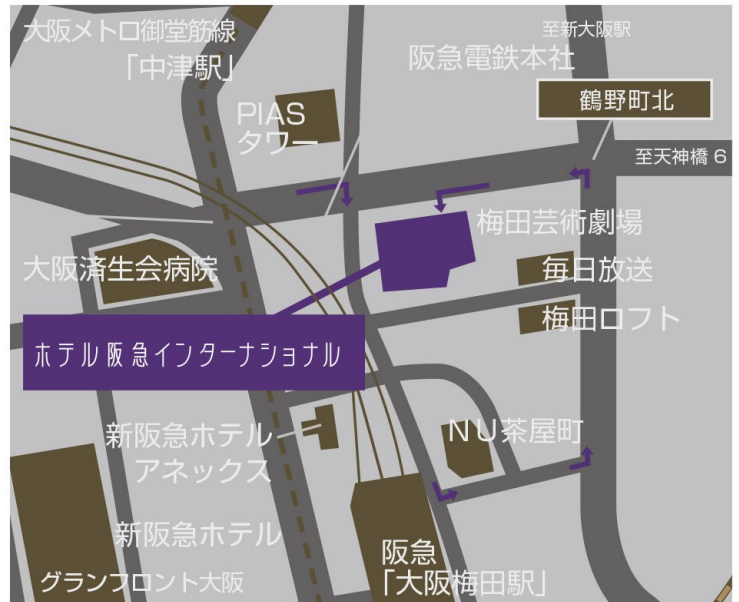 大阪メトロ御堂筋線
「中津駅」
至新大阪駅
阪急電鉄本社
鶴野町北
PIAS
タワー
至天神橋6
梅田芸術劇場
大阪済生会病院
毎日放送
梅田ロフト
ホテル阪急インターナショナル
新阪急ホテル
アネックス
NU茶屋町
新阪急ホテル
阪急
「大阪梅田駅」
グランフロント大阪